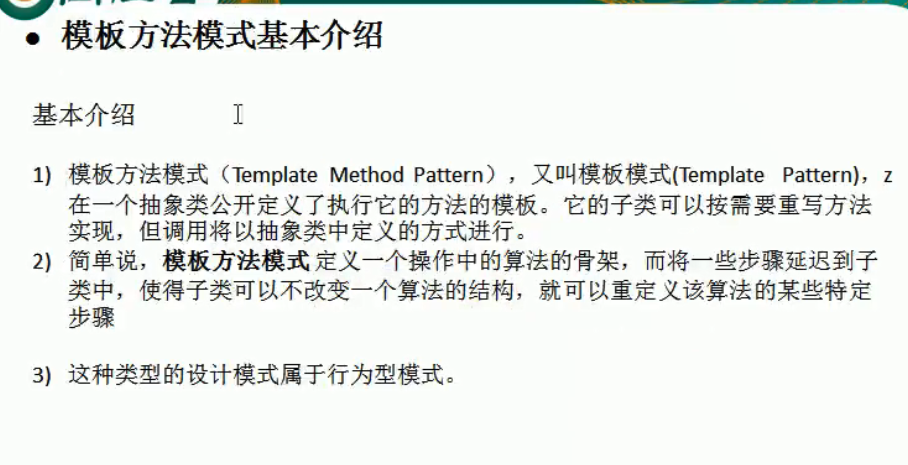 ● 模板方法模式基本介绍
基本介绍
1) 模板方法模式（Template Method Pattern），又叫模板模式(Template Pattern)，z
在一个抽象类公开定义了执行它的方法的模板。它的子类可以按需要重写方法
实现，但调用将以抽象类中定义的方式进行。
2) 简单说，模板方法模式 定义一个操作中的算法的骨架，而将一些步骤延迟到子
类中，使得子类可以不改变一个算法的结构，就可以重定义该算法的某些特定
步骤
3) 这种类型的设计模式属于行为型模式。